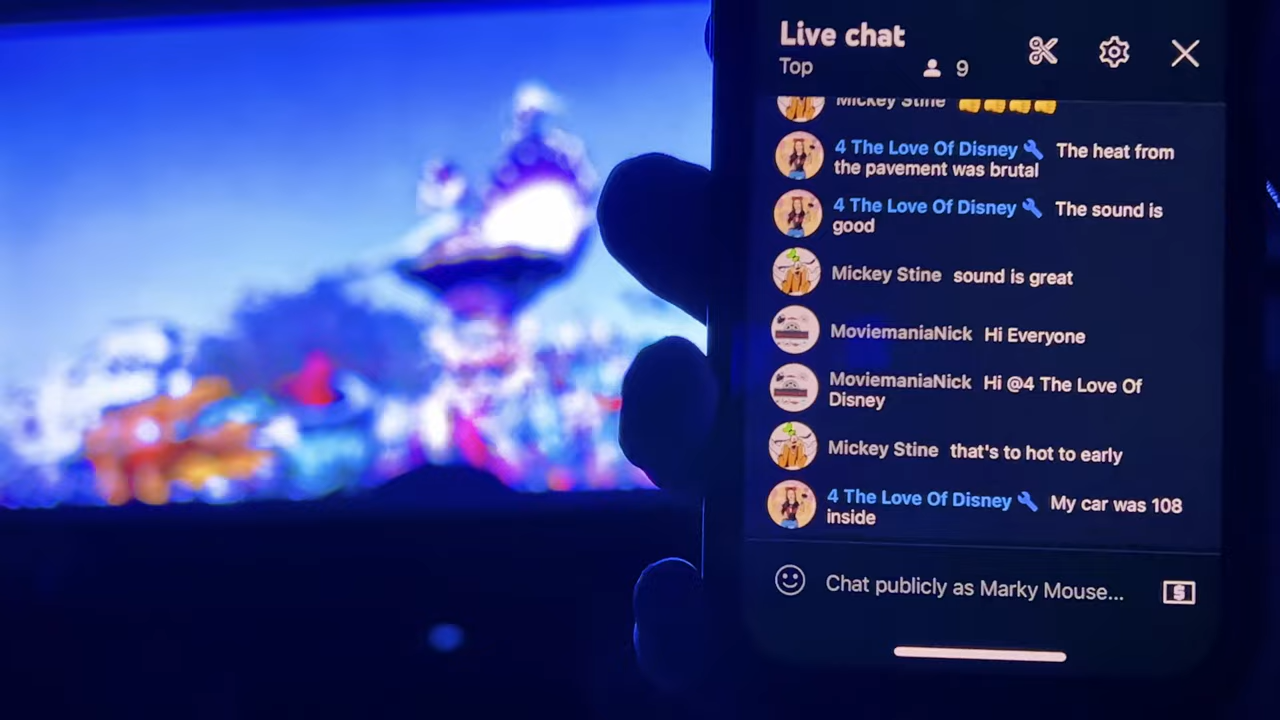 Live chat
Top 9
Mickey Stine
4 The Love Of Disney The heat from
the pavement was brutal
4 The Love Of Disney The sound is
good
Mickey Stine sound is great
MoviemaniaNick Hi Everyone
MoviemaniaNick Hi @4 The Love Of
Disney
Mickey Stine that's to hot to early
4 The Love Of Disney My car was 108
inside
Chat publicly as Marky Mouse...